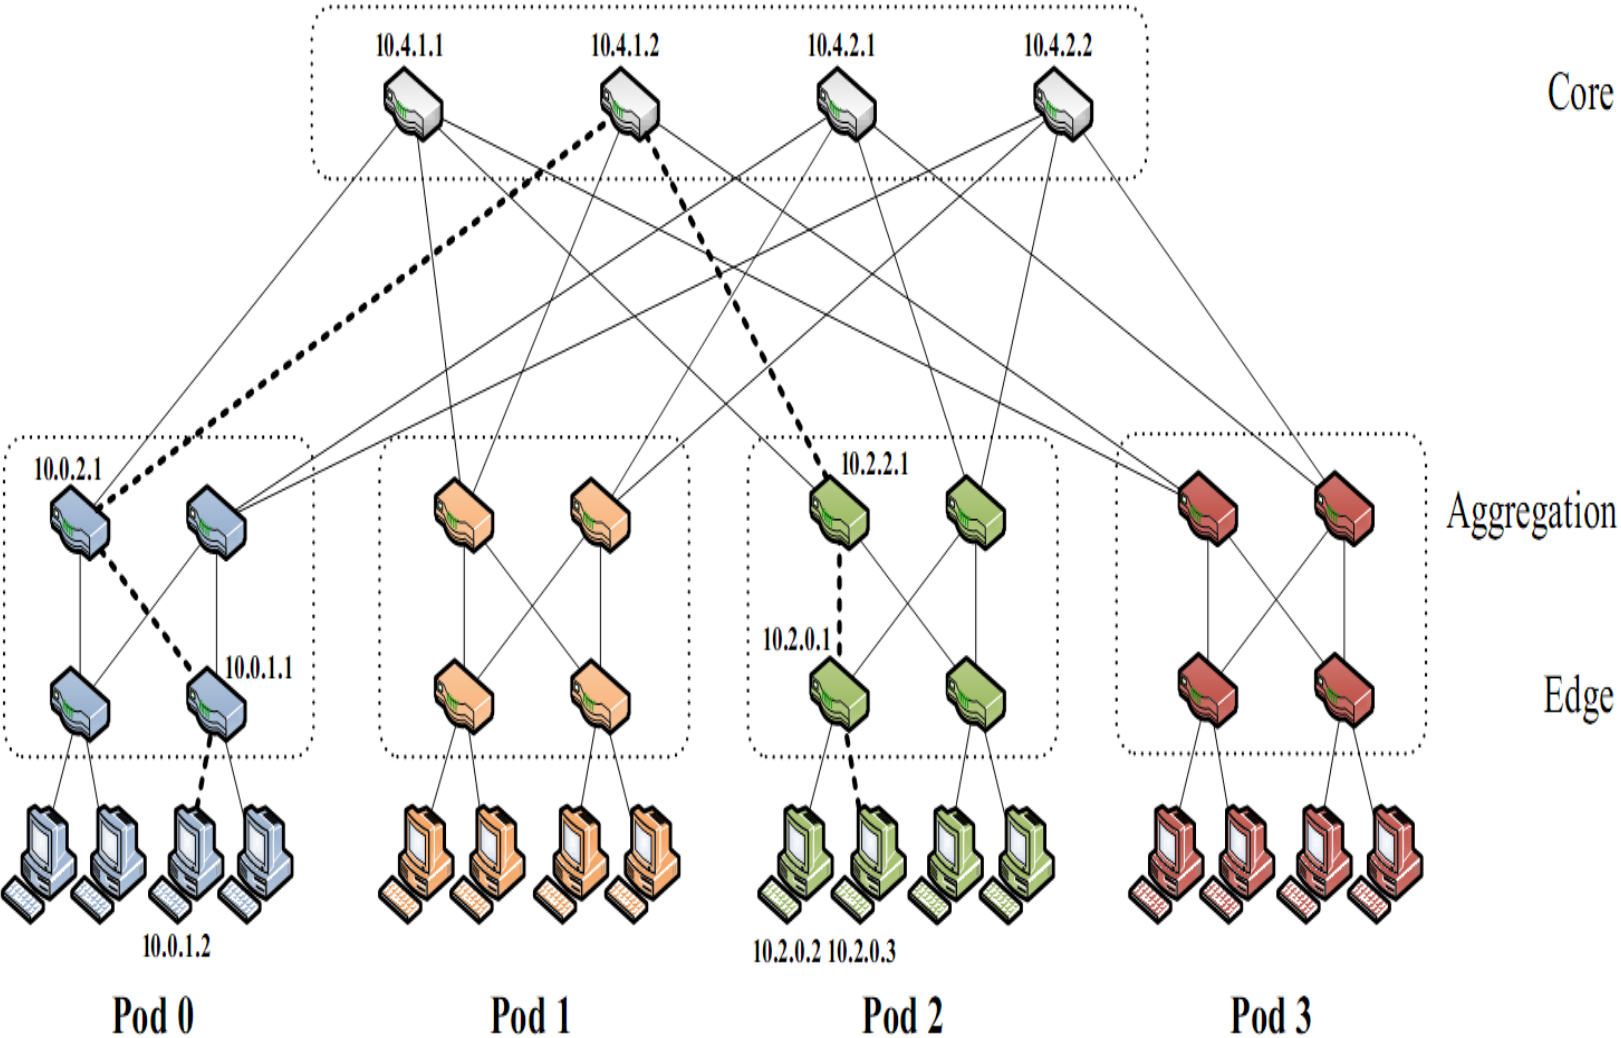 10.4.1.1
10.4.1.2
10.4.2.1
10.4.2.2
Core
10.0.2.1
10.2.2.1
Aggregation
10.0.1.1
10.2.0.1
Edge
10.0.1.2
10.2.0.2 10.2.0.3
Pod 0
Pod 1
Pod 2
Pod 3